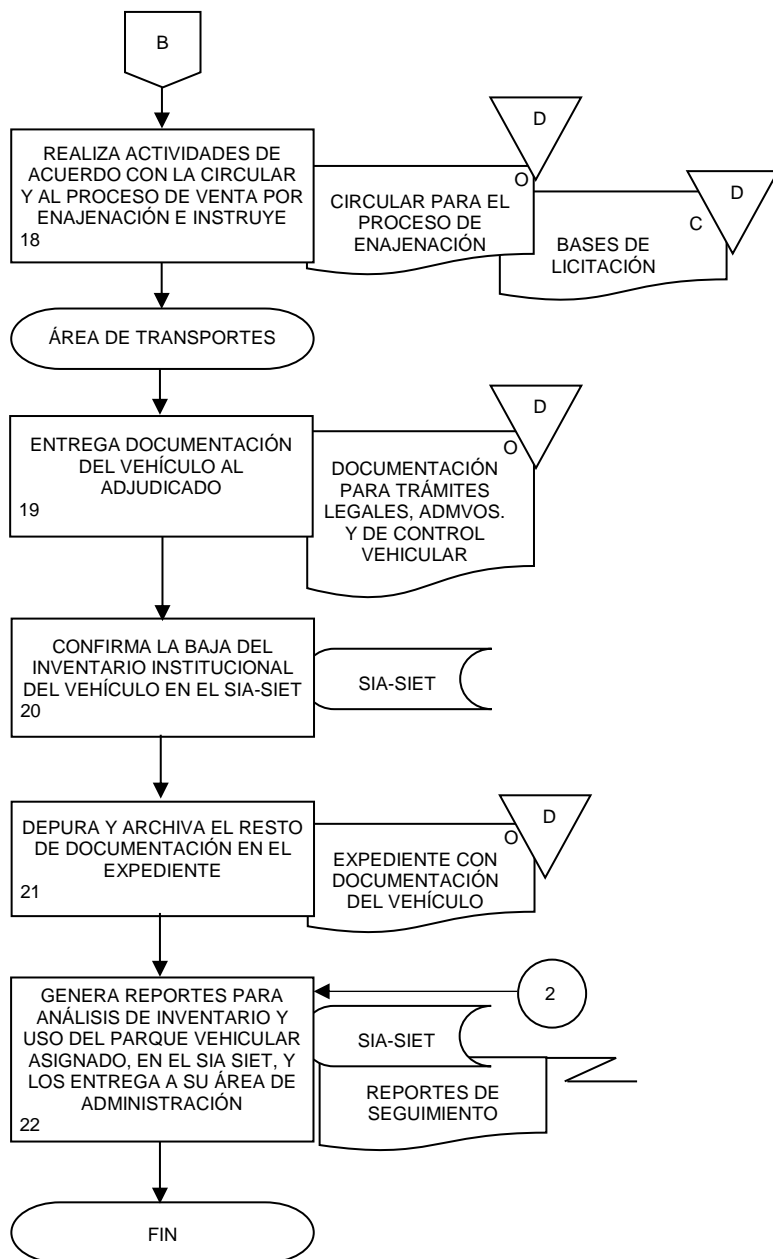 B
REALIZA ACTIVIDADES DE
ACUERDO CON LA CIRCULAR
Y AL PROCESO DE VENTA POR
ENAJENACIÓN E INSTRUYE
18
D
O
CIRCULAR PARA EL
PROCESO DE
ENAJENACIÓN
D
C
BASES DE
LICITACIÓN
ÁREA DE TRANSPORTES
ENTREGA DOCUMENTACIÓN
DEL VEHÍCULO AL
ADJUDICADO
19
D
O
DOCUMENTACIÓN
PARA TRÁMITES
LEGALES, ADMVOS.
Y DE CONTROL
VEHICULAR
CONFIRMA LA BAJA DEL
INVENTARIO INSTITUCIONAL
DEL VEHÍCULO EN EL SIA-SIET
20
SIA-SIET
DEPURA Y ARCHIVA EL RESTO
DE DOCUMENTACIÓN EN EL
EXPEDIENTE
21
D
O
EXPEDIENTE CON
DOCUMENTACIÓN
DEL VEHÍCULO
GENERA REPORTES PARA
ANÁLISIS DE INVENTARIO Y
USO DEL PARQUE VEHICULAR
ASIGNADO, EN EL SIA SIET, Y
LOS ENTREGA A SU ÁREA DE
ADMINISTRACIÓN
22
2
SIA-SIET
REPORTES DE
SEGUIMIENTO
FIN